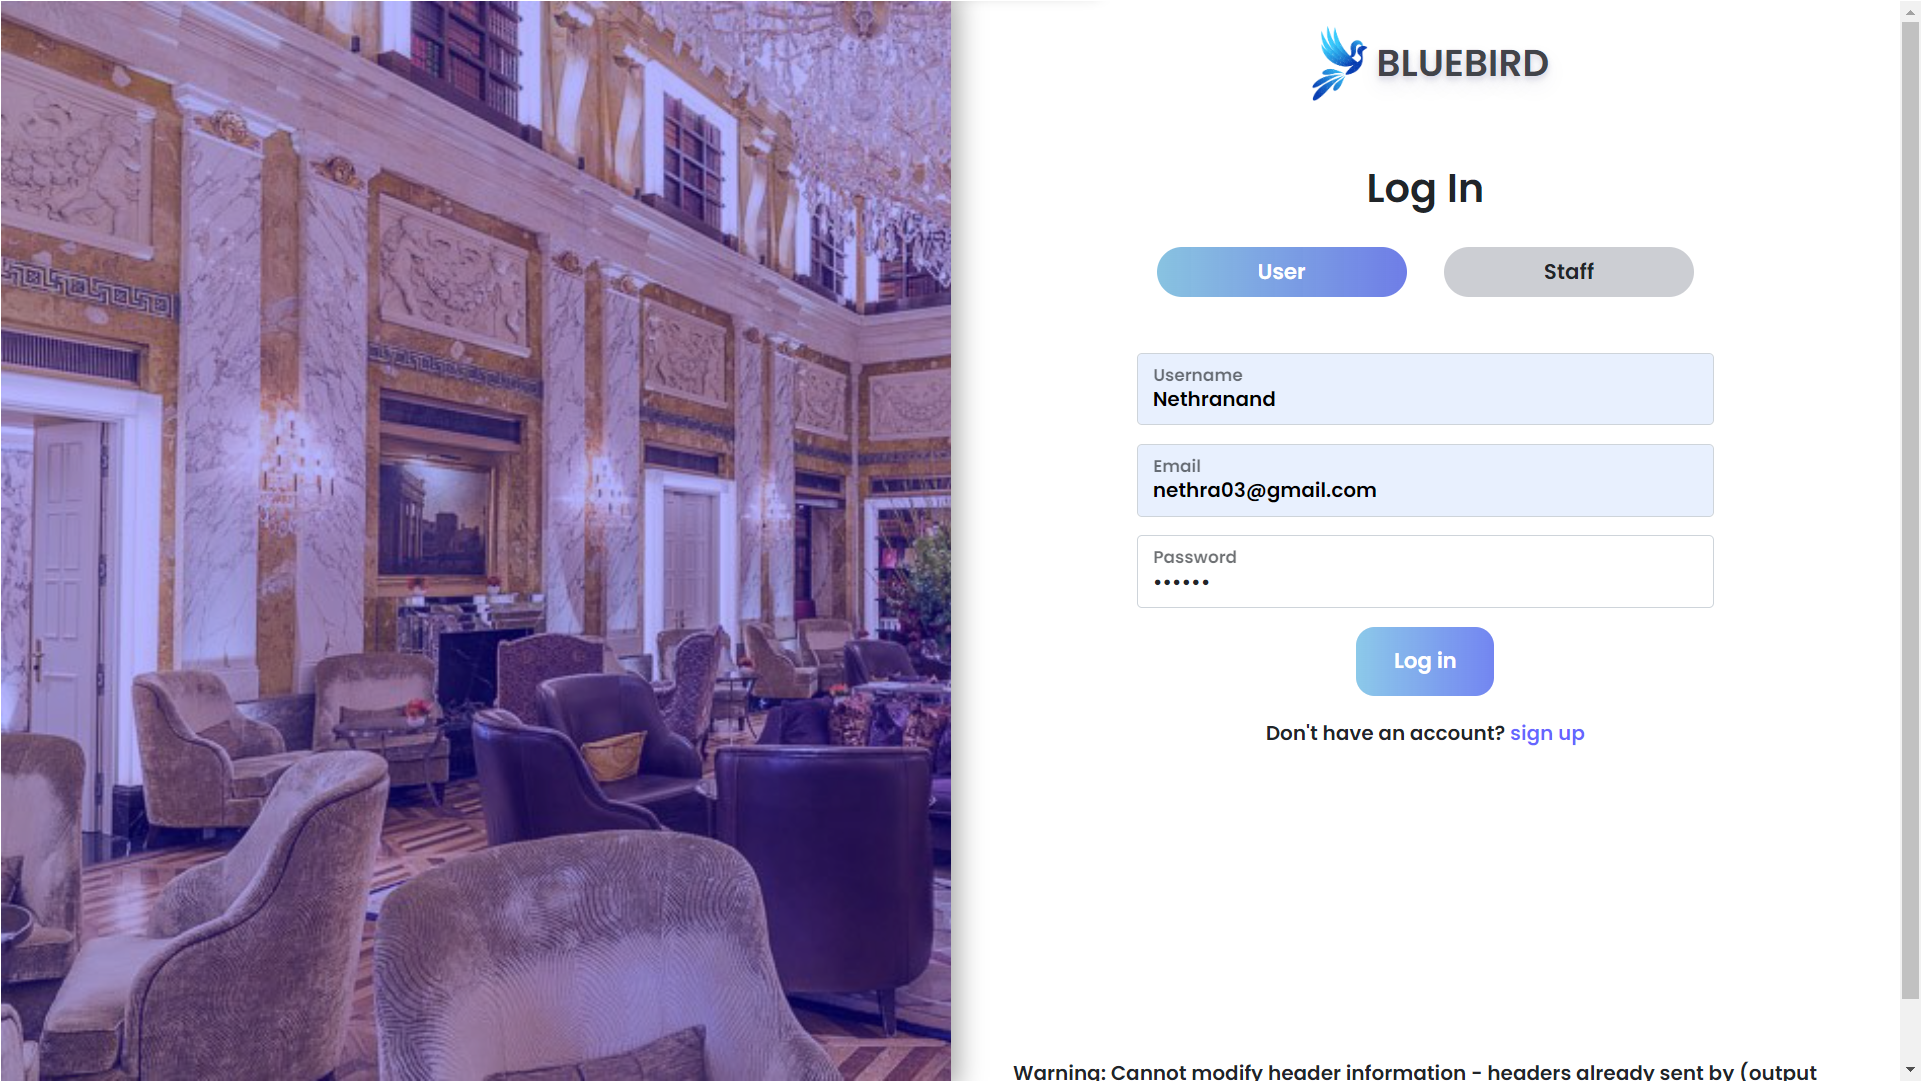 BLUEBIRD
Log In
User
Staff
Username
Nethranand
Email
nethra03@gmail.com
Password
••••••
Log in
Don't have an account? sign up
Warning: Cannot modify header information - headers already sent by (output